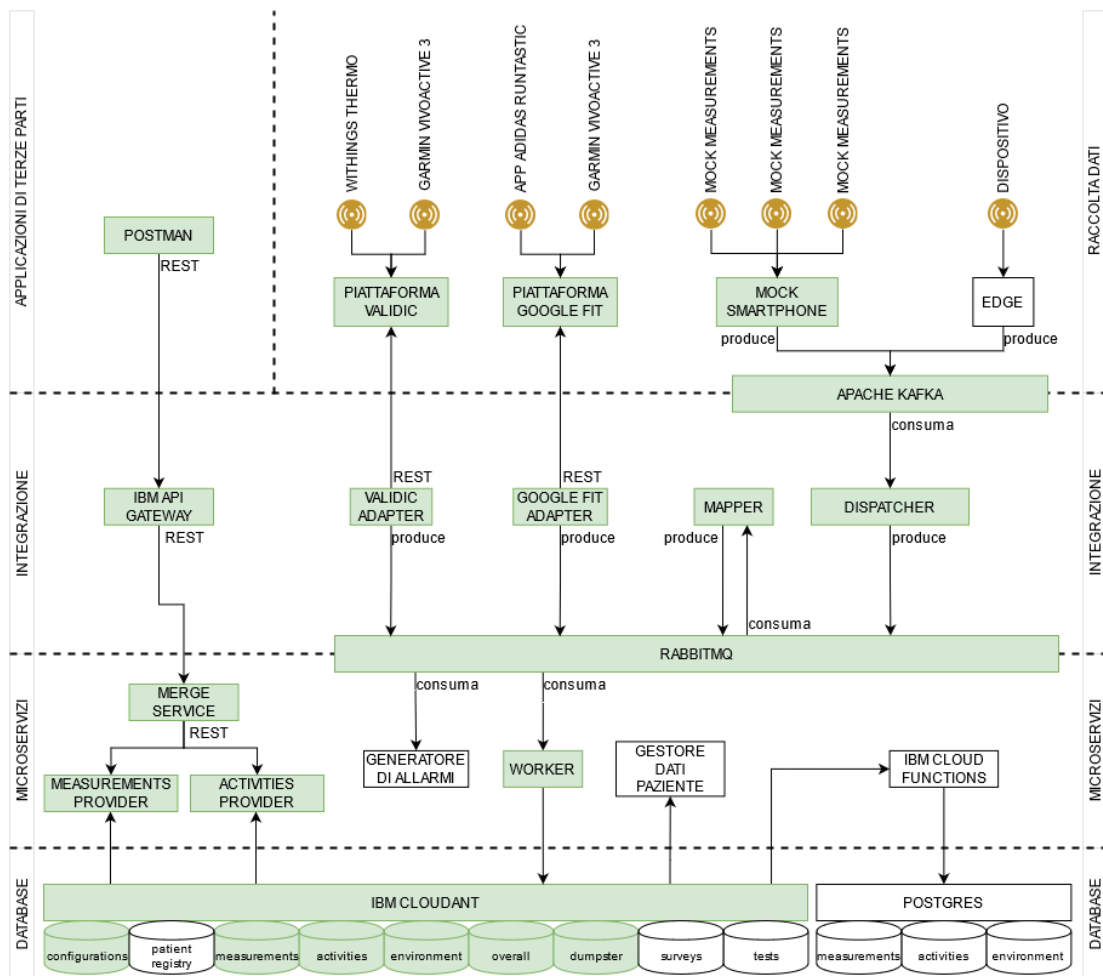 APPLICAZIONI DI TERZE PARTI
RACCOLTA DATI
WITHINGS THERMO
GARMIN VIVOACTIVE 3
APP ADIDAS RUNTASTIC
GARMIN VIVOACTIVE 3
MOCK MEASUREMENTS
MOCK MEASUREMENTS
MOCK MEASUREMENTS
DISPOSITIVO
POSTMAN
REST
PIATTAFORMA
VALIDIC
PIATTAFORMA
GOOGLE FIT
MOCK
SMARTPHONE
EDGE
produce
produce
APACHE KAFKA
consuma
INTEGRAZIONE
INTEGRAZIONE
REST
REST
IBM API
GATEWAY
REST
VALIDIC
ADAPTER
produce
GOOGLE FIT
ADAPTER
produce
MAPPER
produce
consuma
DISPATCHER
produce
RABBITMQ
MICROSERVIZI
MICROSERVIZI
consuma
consuma
MERGE
SERVICE
REST
MEASUREMENTS
PROVIDER
ACTIVITIES
PROVIDER
GENERATORE
DI ALLARMI
WORKER
GESTORE
DATI
PAZIENTE
IBM CLOUD
FUNCTIONS
DATABASE
DATABASE
IBM CLOUDANT
POSTGRES
configurations
patient
registry
measurements
activities
environment
overall
dumpster
surveys
tests
measurements
activities
environment